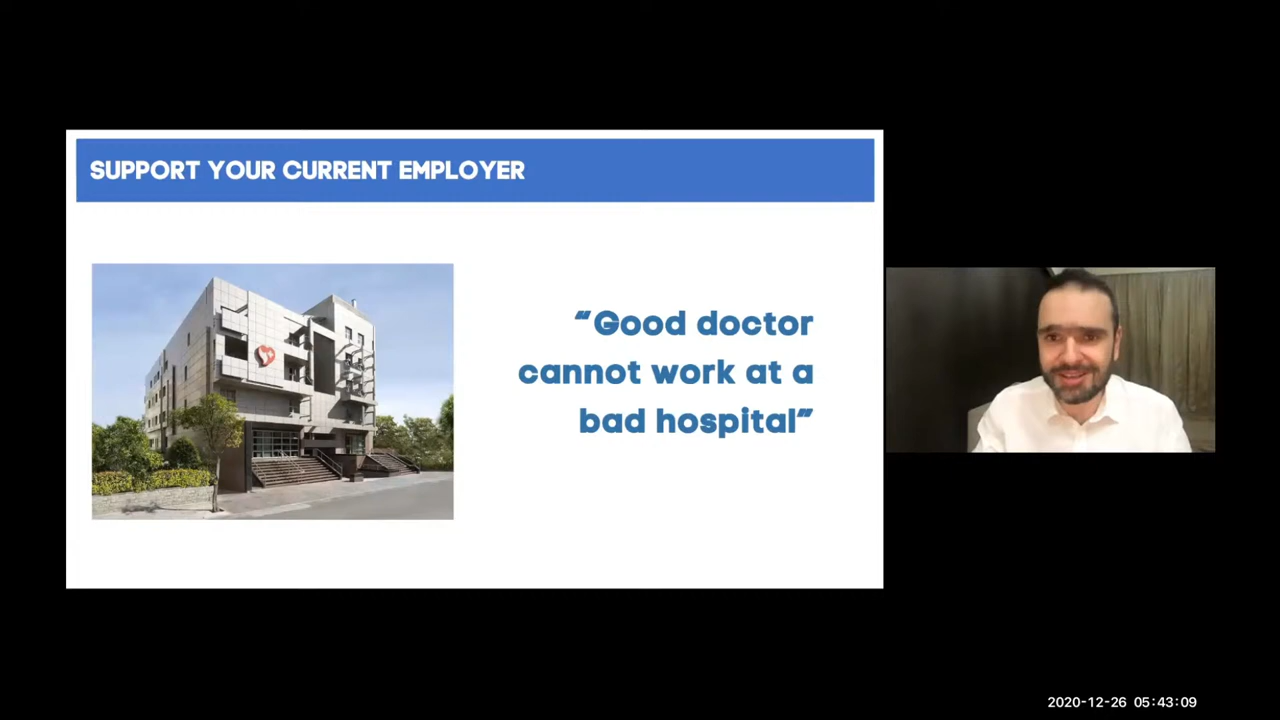 SUPPORT YOUR CURRENT EMPLOYER
“Good doctor
cannot work at a
bad hospital”
2020-12-26 05:43:09